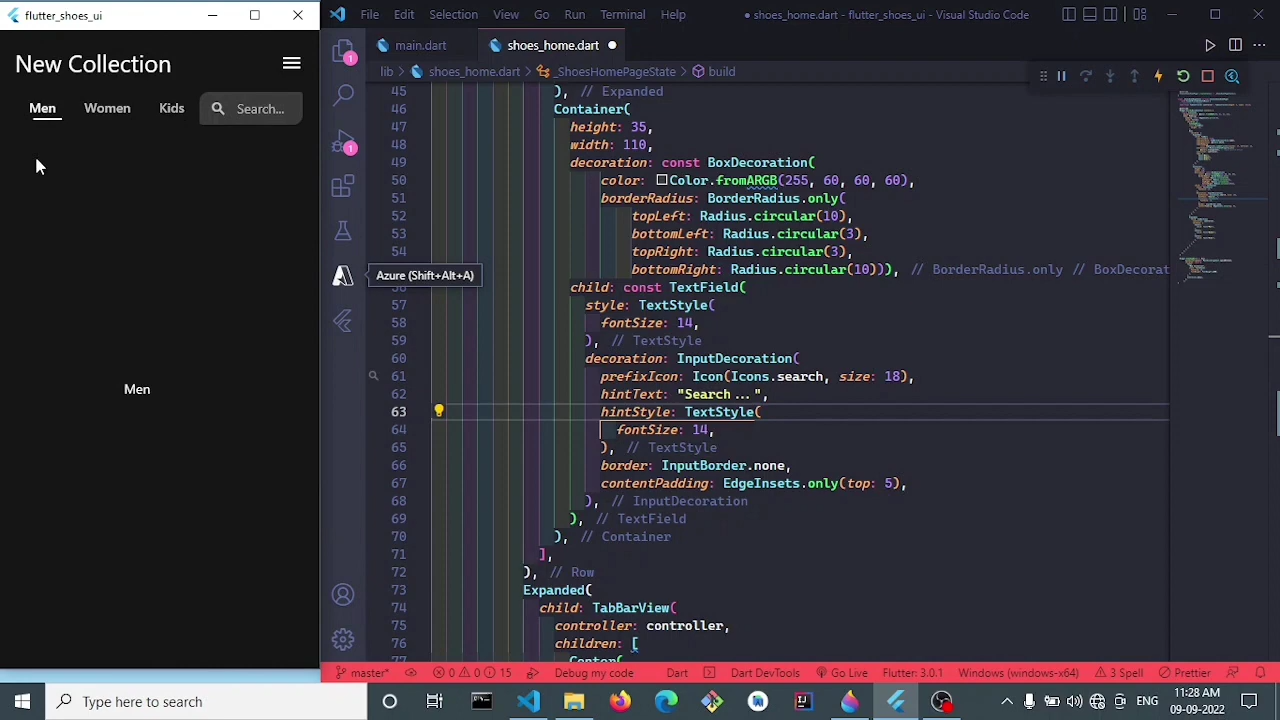 flutter_shoes_ui
New Collection
Men Women Kids Search...
Men
File Edit Selection View Go Run Terminal Help
● shoes_home.dart - flutter_shoes_ui - Visual Studio Code
main.dart shoes_home.dart
lib > shoes_home.dart > _ShoesHomePageState > build
1
1
Azure (Shift+Alt+A)
45 ), // Expanded
46 Container(
47 height: 35,
48 width: 110,
49 decoration: const BoxDecoration(
50 color: Color.fromARGB(255, 60, 60, 60),
51 borderRadius: BorderRadius.only(
52 topLeft: Radius.circular(10),
53 bottomLeft: Radius.circular(3),
54 topRight: Radius.circular(3),
bottomRight: Radius.circular(10))), // BorderRadius.only // BoxDecorat
56 child: const TextField(
57 style: TextStyle(
58 fontSize: 14,
59 ), // TextStyle
60 decoration: InputDecoration(
61 prefixIcon: Icon(Icons.search, size: 18),
62 hintText: "Search...",
63 hintStyle: TextStyle(
64 fontSize: 14,
65 ), // TextStyle
66 border: InputBorder.none,
67 contentPadding: EdgeInsets.only(top: 5),
68 ), // InputDecoration
69 ), // TextField
70 ), // Container
71 ],
72 ), // Row
73 Expanded(
74 child: TabBarView(
75 controller: controller,
76 children: [
77 Center(
master* 0 0 15 Debug my code Dart Dart DevTools Go Live Flutter: 3.0.1 Windows (windows-x64) 3 Spell Prettier
Type here to search
ENG
09-09-2022